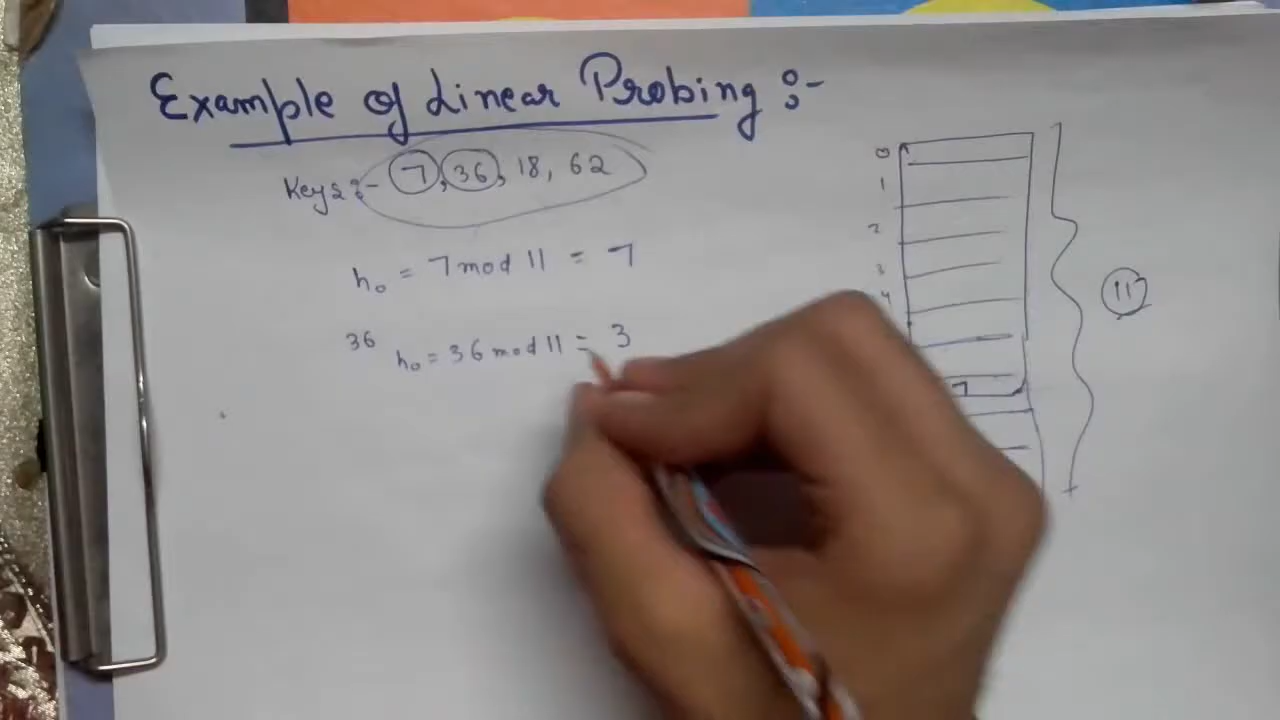 Example of Linear Probing :-
Keys :- 7, 36, 18, 62
h₀ = 7 mod 11 = 7
36 h₀ = 36 mod 11 = 3
0
1
2
3
4
7
11